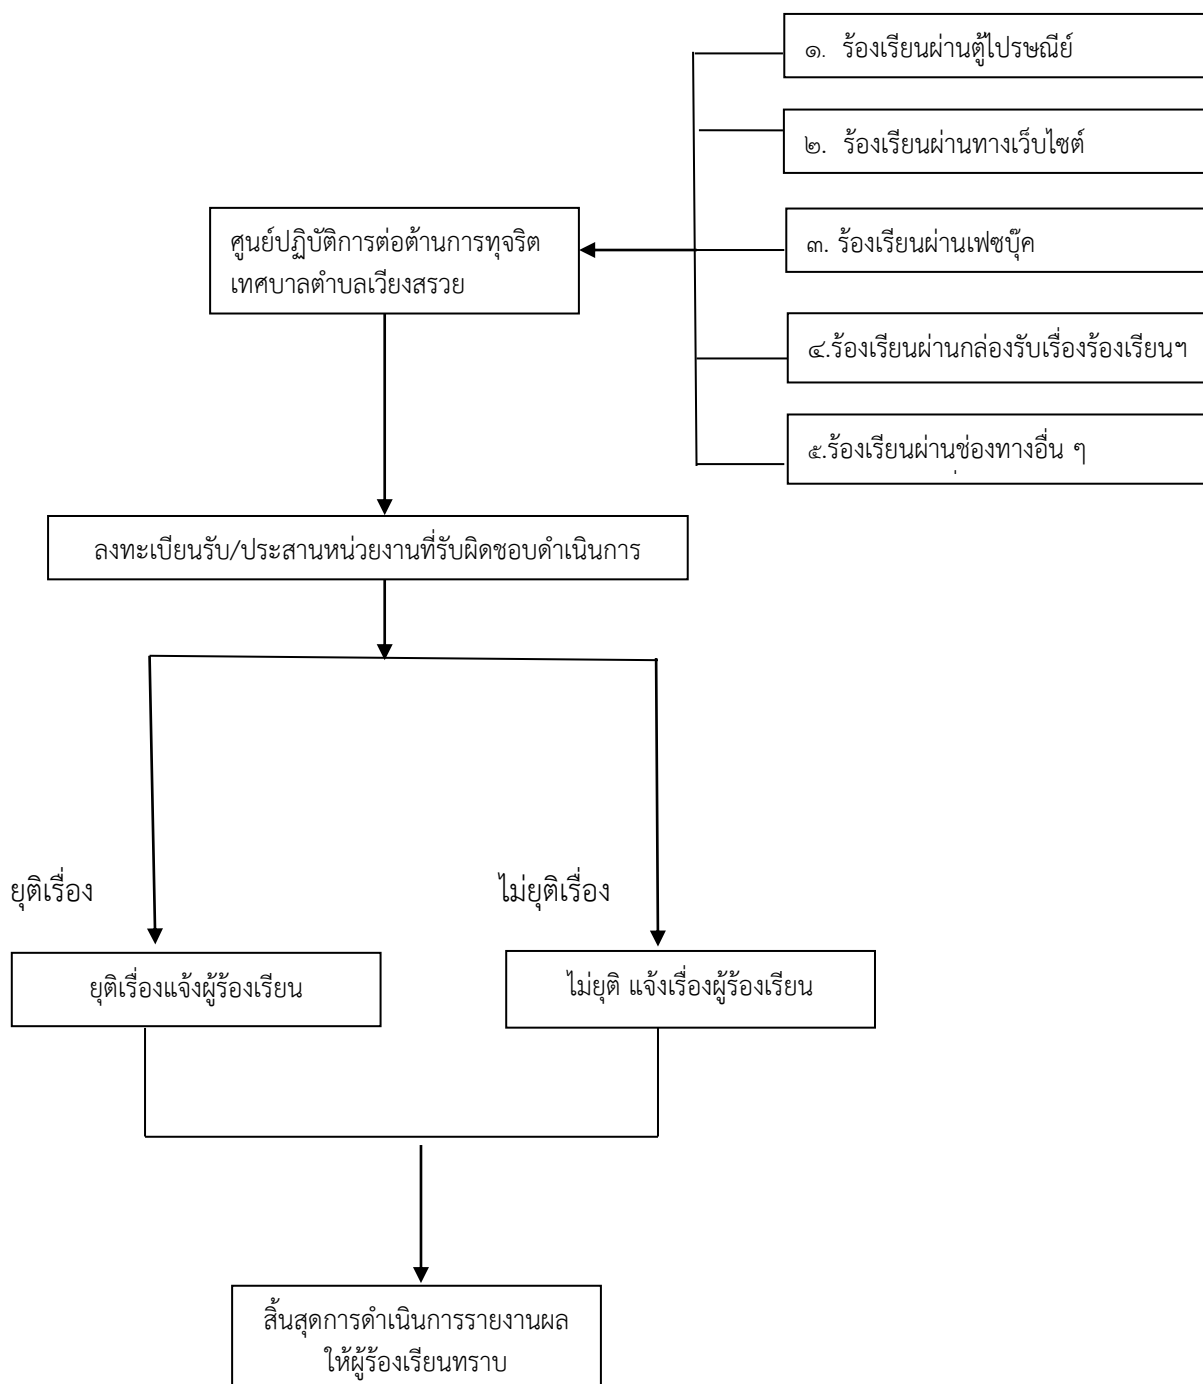 ๑. ร้องเรียนผ่านตู้ไปรษณีย์
๒. ร้องเรียนผ่านทางเว็บไซต์
๓. ร้องเรียนผ่านเฟซบุ๊ค
๔.ร้องเรียนผ่านกล่องรับเรื่องร้องเรียนฯ
๕.ร้องเรียนผ่านช่องทางอื่น ๆ
ศูนย์ปฏิบัติการต่อต้านการทุจริต
เทศบาลตำบลเวียงสรวย
ลงทะเบียนรับ/ประสานหน่วยงานที่รับผิดชอบดำเนินการ
ยุติเรื่อง
ไม่ยุติเรื่อง
ยุติเรื่องแจ้งผู้ร้องเรียน
ไม่ยุติ แจ้งเรื่องผู้ร้องเรียน
สิ้นสุดการดำเนินการรายงานผล
ให้ผู้ร้องเรียนทราบ